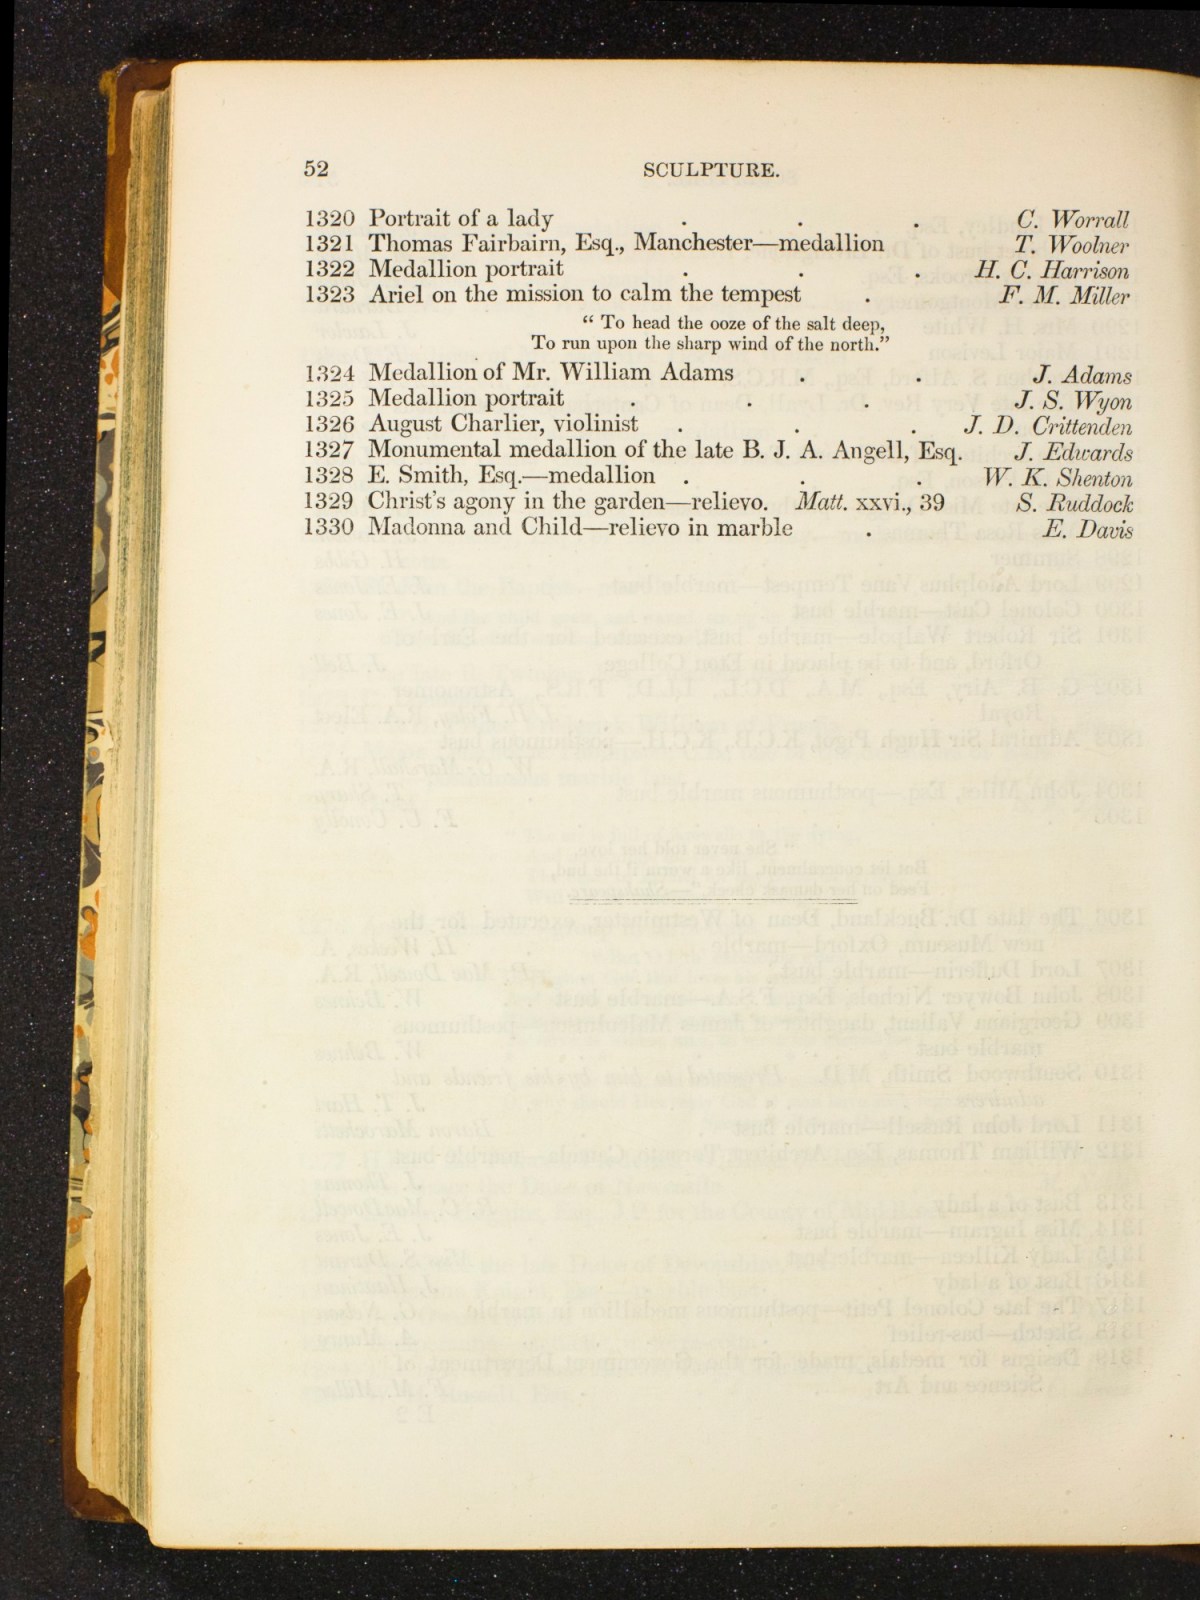 52 SCULPTURE.
1320 Portrait of a lady . . . C. Worrall
1321 Thomas Fairbairn, Esq., Manchester—medallion T. Woolner
1322 Medallion portrait . . . H. C. Harrison
1323 Ariel on the mission to calm the tempest . F. M. Miller
“ To head the ooze of the salt deep,
To run upon the sharp wind of the north.”
1324 Medallion of Mr. William Adams . . J. Adams
1325 Medallion portrait . . . J. S. Wyon
1326 August Charlier, violinist . . . J. D. Crittenden
1327 Monumental medallion of the late B. J. A. Angell, Esq. J. Edwards
1328 E. Smith, Esq.—medallion . . . W. K. Shenton
1329 Christ’s agony in the garden—relievo. Matt. xxvi., 39 S. Ruddock
1330 Madonna and Child—relievo in marble . E. Davis